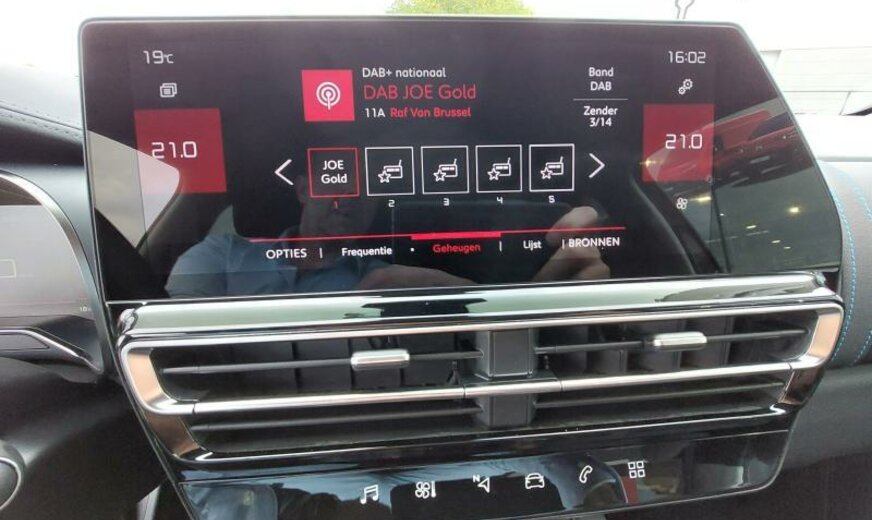 19°C
16:02
DAB+ nationaal
DAB JOE Gold
11A Raf Van Brussel
Band
DAB
Zender
3/14
21.0
21.0
JOE
Gold
1 2 3 4 5
OPTIES | Frequentie • Geheugen | Lijst | BRONNEN
N